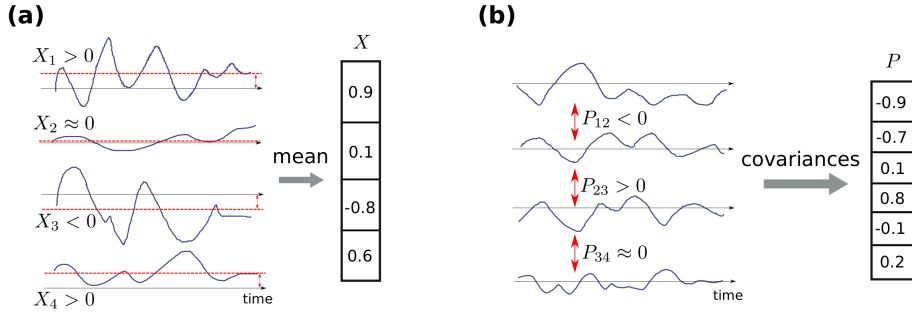 (a)
X₁ > 0
X₂ ≈ 0
X₃ < 0
X₄ > 0
time
mean
X
0.9
0.1
-0.8
0.6
(b)
P₁₂ < 0
P₂₃ > 0
P₃₄ ≈ 0
time
covariances
P
-0.9
-0.7
0.1
0.8
-0.1
0.2